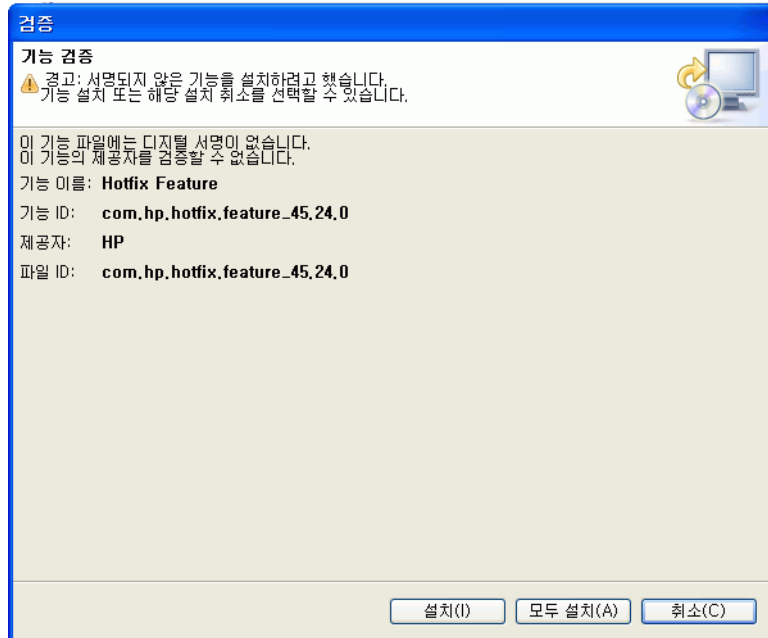 검증
기능 검증
경고: 서명되지 않은 기능을 설치하려고 했습니다.
기능 설치 또는 해당 설치 취소를 선택할 수 있습니다.
이 기능 파일에는 디지털 서명이 없습니다.
이 기능의 제공자를 검증할 수 없습니다.
기능 이름: Hotfix Feature
기능 ID: com.hp.hotfix.feature_45.24.0
제공자: HP
파일 ID: com.hp.hotfix.feature_45.24.0
설치(I) 모두 설치(A) 취소(C)